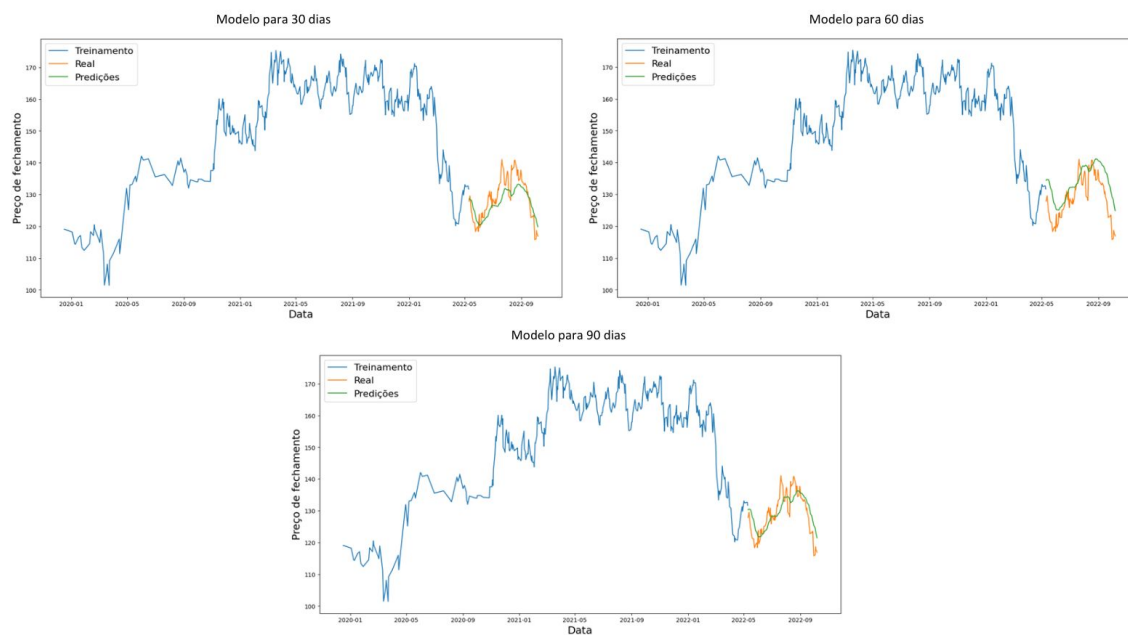 Modelo para 30 dias
Treinamento
Real
Predições
Preço de fechamento
170
160
150
140
130
120
110
100
2020-01 2020-05 2020-09 2021-01 2021-05 2021-09 2022-01 2022-05 2022-09
Data
Modelo para 60 dias
Treinamento
Real
Predições
Preço de fechamento
170
160
150
140
130
120
110
100
2020-01 2020-05 2020-09 2021-01 2021-05 2021-09 2022-01 2022-05 2022-09
Data
Modelo para 90 dias
Treinamento
Real
Predições
Preço de fechamento
170
160
150
140
130
120
110
100
2020-01 2020-05 2020-09 2021-01 2021-05 2021-09 2022-01 2022-05 2022-09
Data